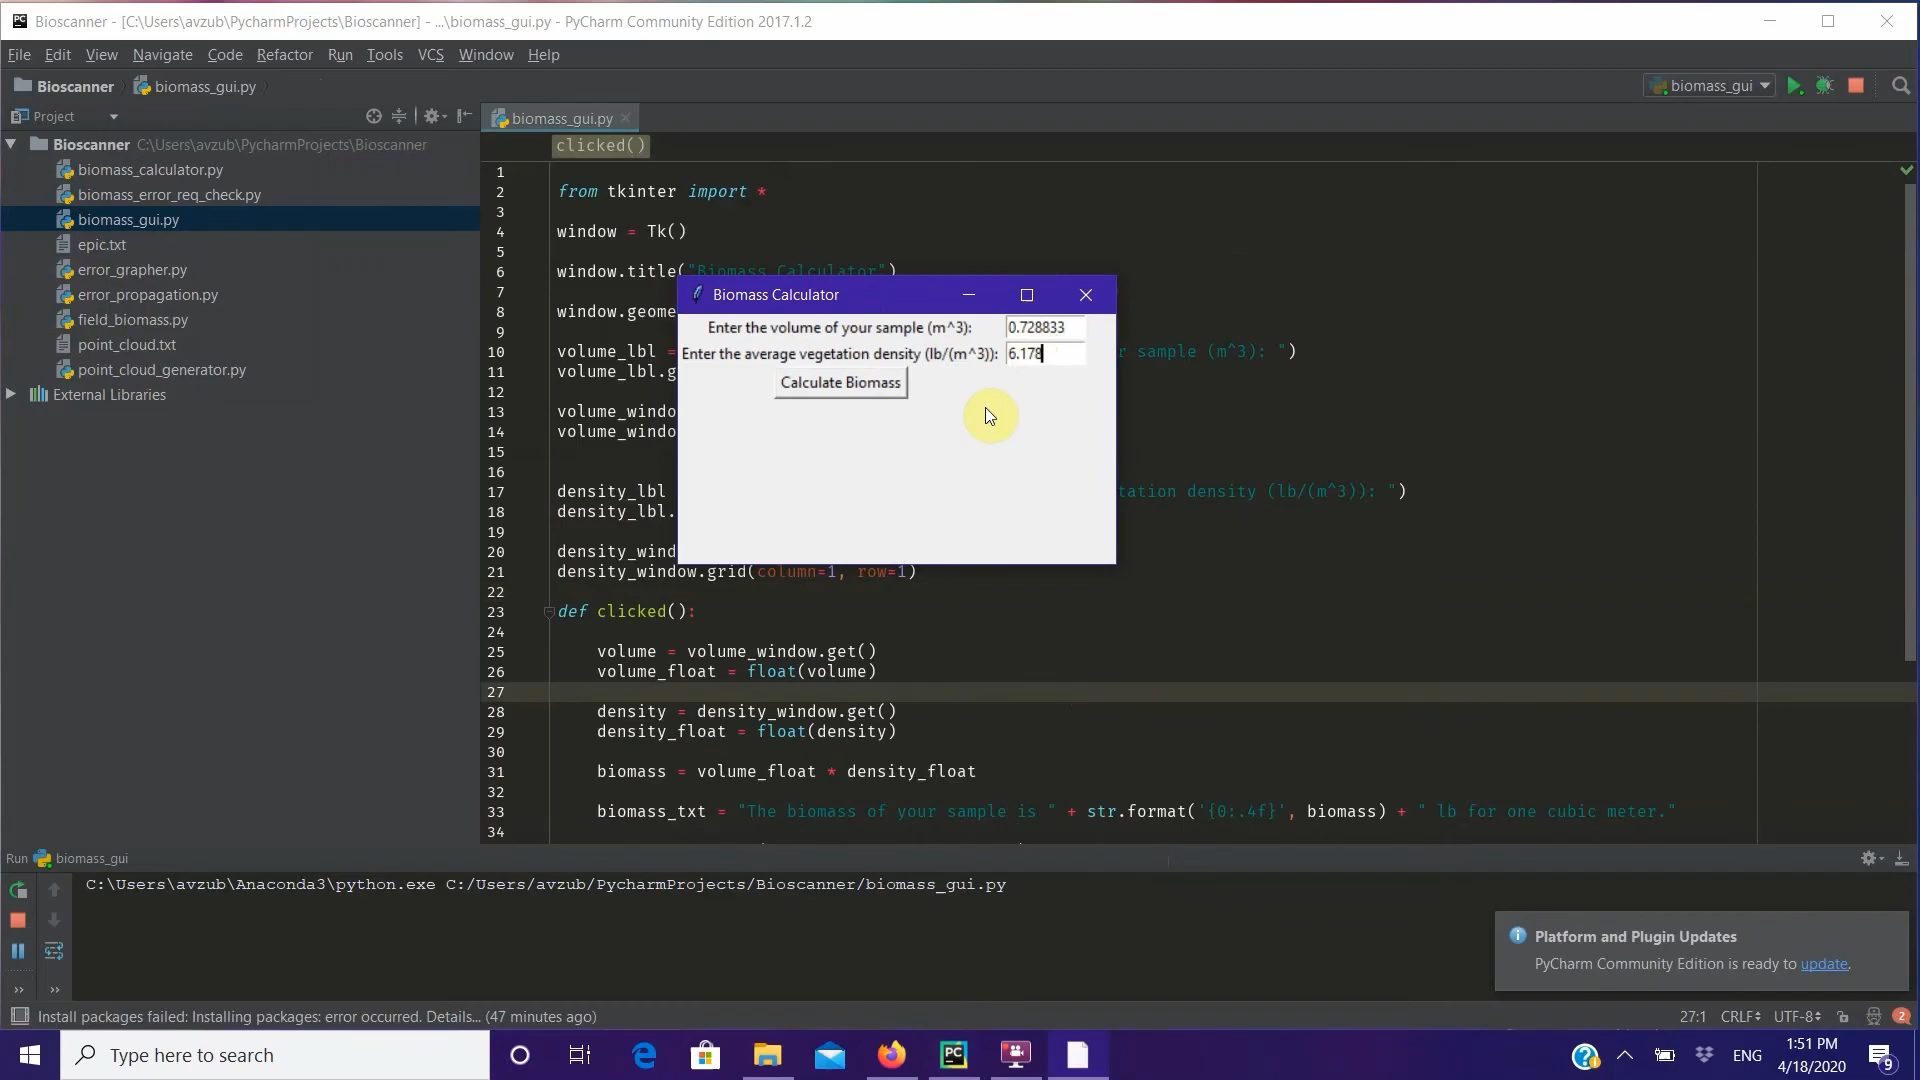 Bioscanner - [C:\Users\avzub\PycharmProjects\Bioscanner] - ...\biomass_gui.py - PyCharm Community Edition 2017.1.2
File Edit View Navigate Code Refactor Run Tools VCS Window Help
Bioscanner biomass_gui.py
biomass_gui
Project
biomass_gui.py
Bioscanner C:\Users\avzub\PycharmProjects\Bioscanner
biomass_calculator.py
biomass_error_req_check.py
biomass_gui.py
epic.txt
error_grapher.py
error_propagation.py
field_biomass.py
point_cloud.txt
point_cloud_generator.py
External Libraries
clicked()
1
2 from tkinter import *
3
4 window = Tk()
5
6 window.title("Biomass Calculator")
7
8 window.geome
9
10 volume_lbl = r sample (m^3): ")
11 volume_lbl.g
12
13 volume_windo
14 volume_windo
15
16
17 density_lbl tation density (lb/(m^3)): ")
18 density_lbl.
19
20 density_wind
21 density_window.grid(column=1, row=1)
22
23 def clicked():
24
25 volume = volume_window.get()
26 volume_float = float(volume)
27
28 density = density_window.get()
29 density_float = float(density)
30
31 biomass = volume_float * density_float
32
33 biomass_txt = "The biomass of your sample is " + str.format('{0:.4f}', biomass) + " lb for one cubic meter."
34
Biomass Calculator
Enter the volume of your sample (m^3): 0.728833
Enter the average vegetation density (lb/(m^3)): 6.178
Calculate Biomass
Run biomass_gui
C:\Users\avzub\Anaconda3\python.exe C:/Users/avzub/PycharmProjects/Bioscanner/biomass_gui.py
Platform and Plugin Updates
PyCharm Community Edition is ready to update.
Install packages failed: Installing packages: error occurred. Details... (47 minutes ago)
27:1 CRLF UTF-8 2
Type here to search
PC
ENG
1:51 PM
4/18/2020
9